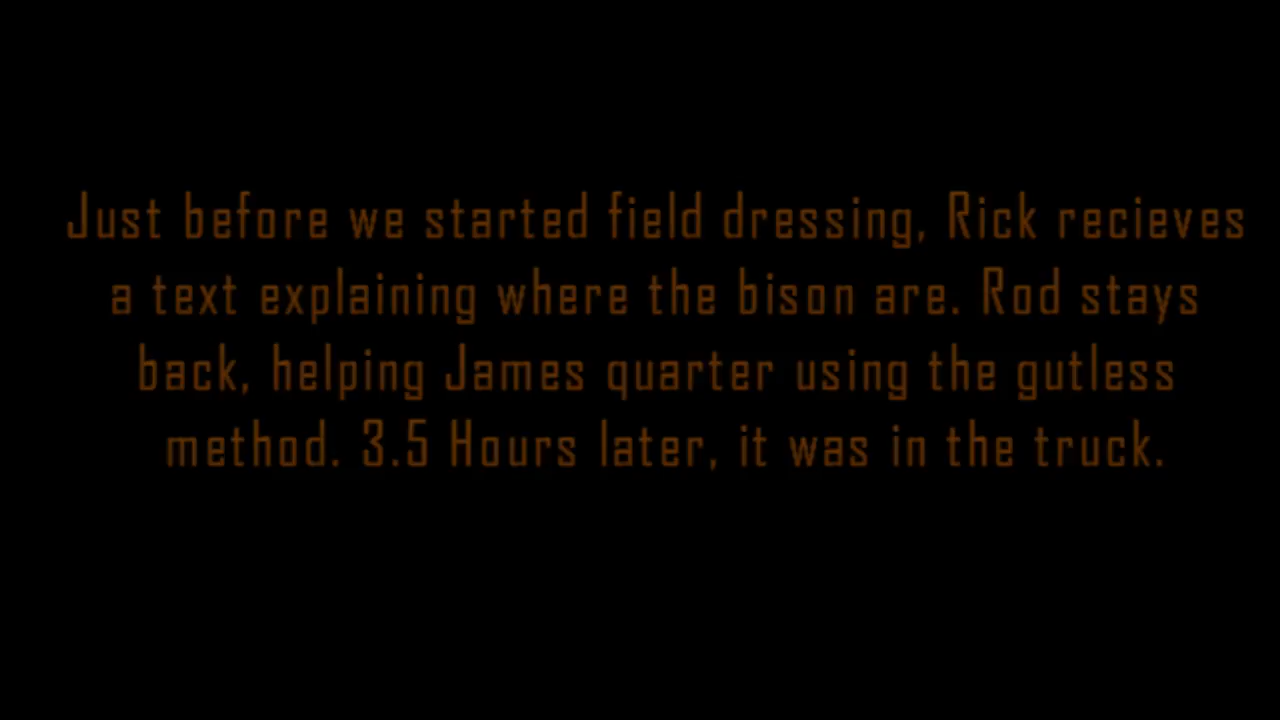 Just before we started field dressing, Rick recieves
a text explaining where the bison are. Rod stays
back, helping James quarter using the gutless
method. 3.5 Hours later, it was in the truck.